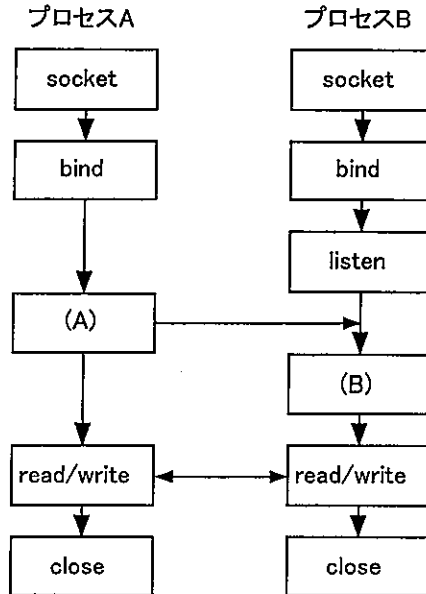 プロセスA
プロセスB
socket
socket
bind
bind
listen
(A)
(B)
read/write
read/write
close
close